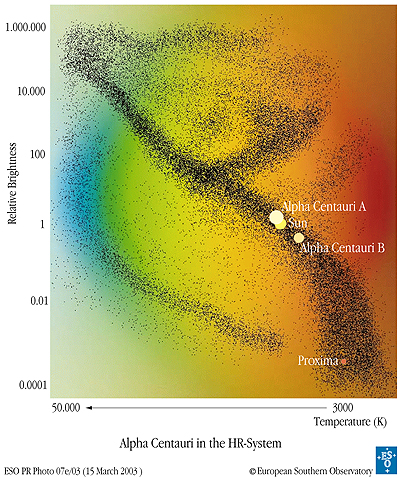 1.000.000
10.000
100
1
0.01
0.0001
Relative Brightness
Alpha Centauri A
Sun
Alpha Centauri B
Proxima
50.000
3000
Temperature (K)
Alpha Centauri in the HR-System
ESO PR Photo 07e/03 (15 March 2003 )
© European Southern Observatory
ESO